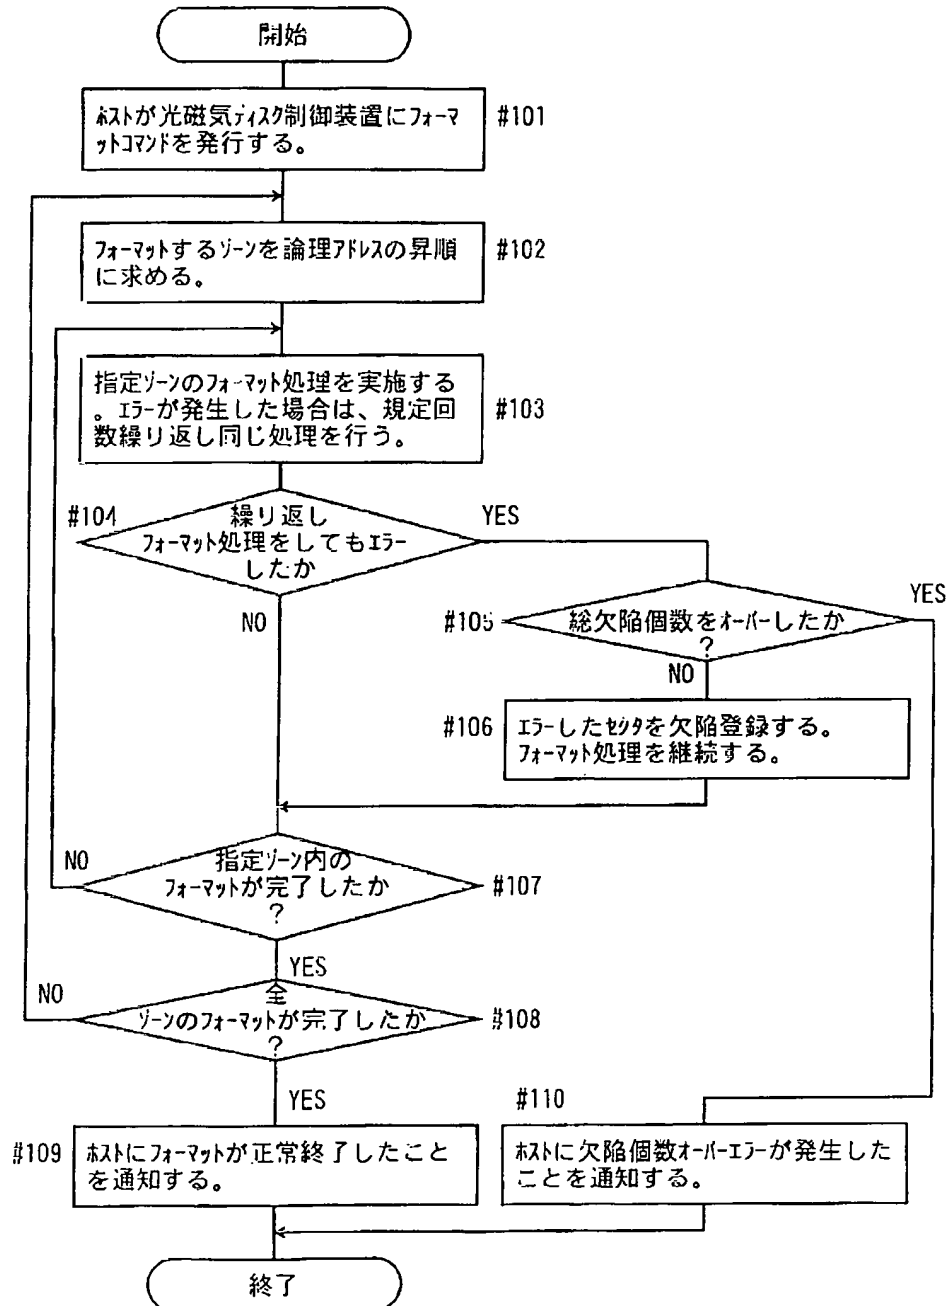 開始
ホストが光磁気ディスク制御装置にフォーマ
ットコマンドを発行する。
#101
フォーマットするゾーンを論理アドレスの昇順
に求める。
#102
指定ゾーンのフォーマット処理を実施する
。エラーが発生した場合は、規定回
数繰り返し同じ処理を行う。
#103
#104
繰り返し
フォーマット処理をしてもエラー
したか
YES
NO
#105
総欠陥個数をオーバーしたか
?
YES
NO
#106
エラーしたセクタを欠陥登録する。
フォーマット処理を継続する。
NO
指定ゾーン内の
フォーマットが完了したか
?
#107
YES
NO
全
ゾーンのフォーマットが完了したか
?
#108
YES
#109
ホストにフォーマットが正常終了したこと
を通知する。
#110
ホストに欠陥個数オーバーエラーが発生した
ことを通知する。
終了